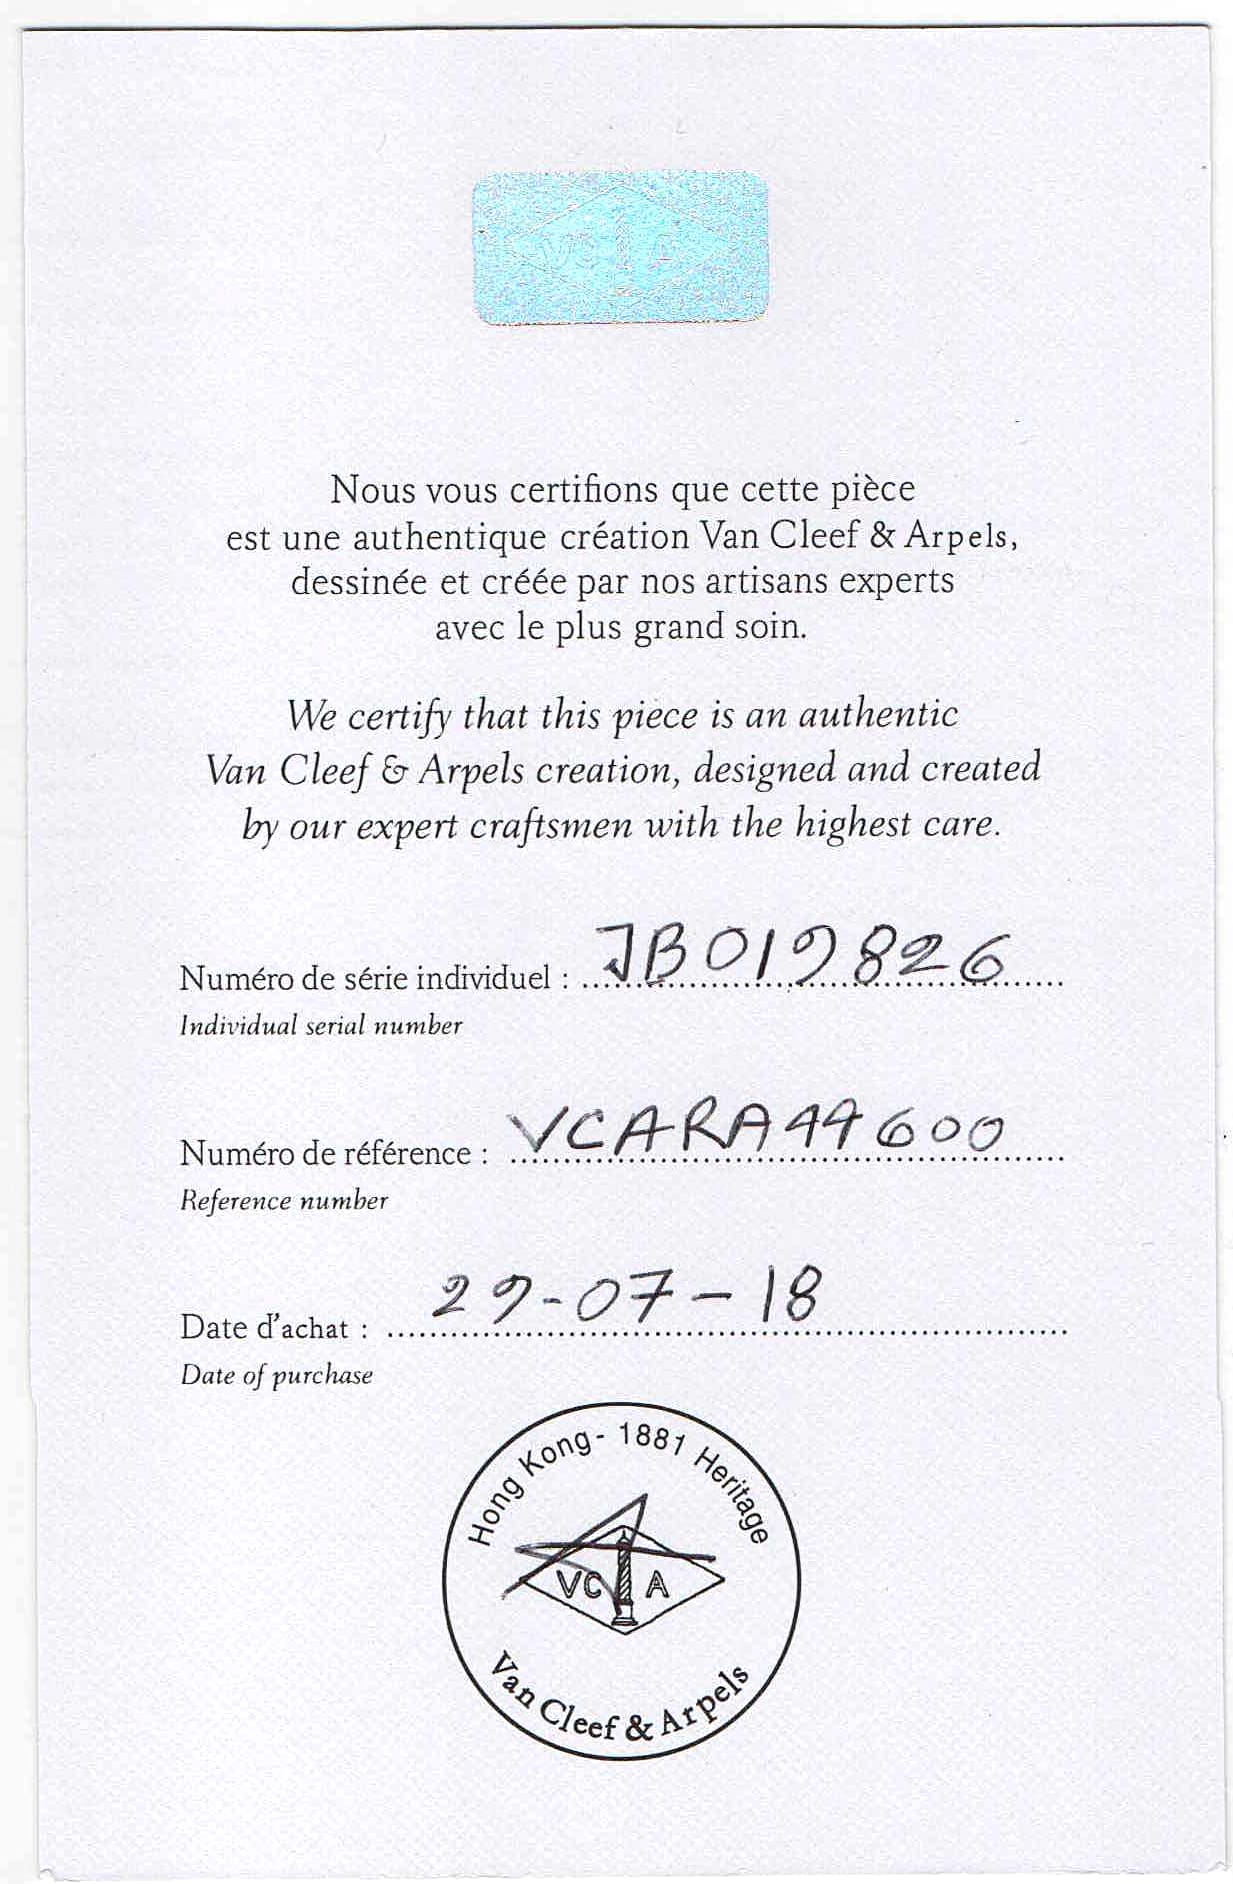 VCA
Nous vous certifions que cette pièce
est une authentique création Van Cleef & Arpels,
dessinée et créée par nos artisans experts
avec le plus grand soin.
We certify that this piece is an authentic
Van Cleef & Arpels creation, designed and created
by our expert craftsmen with the highest care.
Numéro de série individuel : JB019826
Individual serial number
Numéro de référence : VCARA44600
Reference number
Date d'achat : 29-07-18
Date of purchase
Hong Kong - 1881 Heritage
VC A
Van Cleef & Arpels